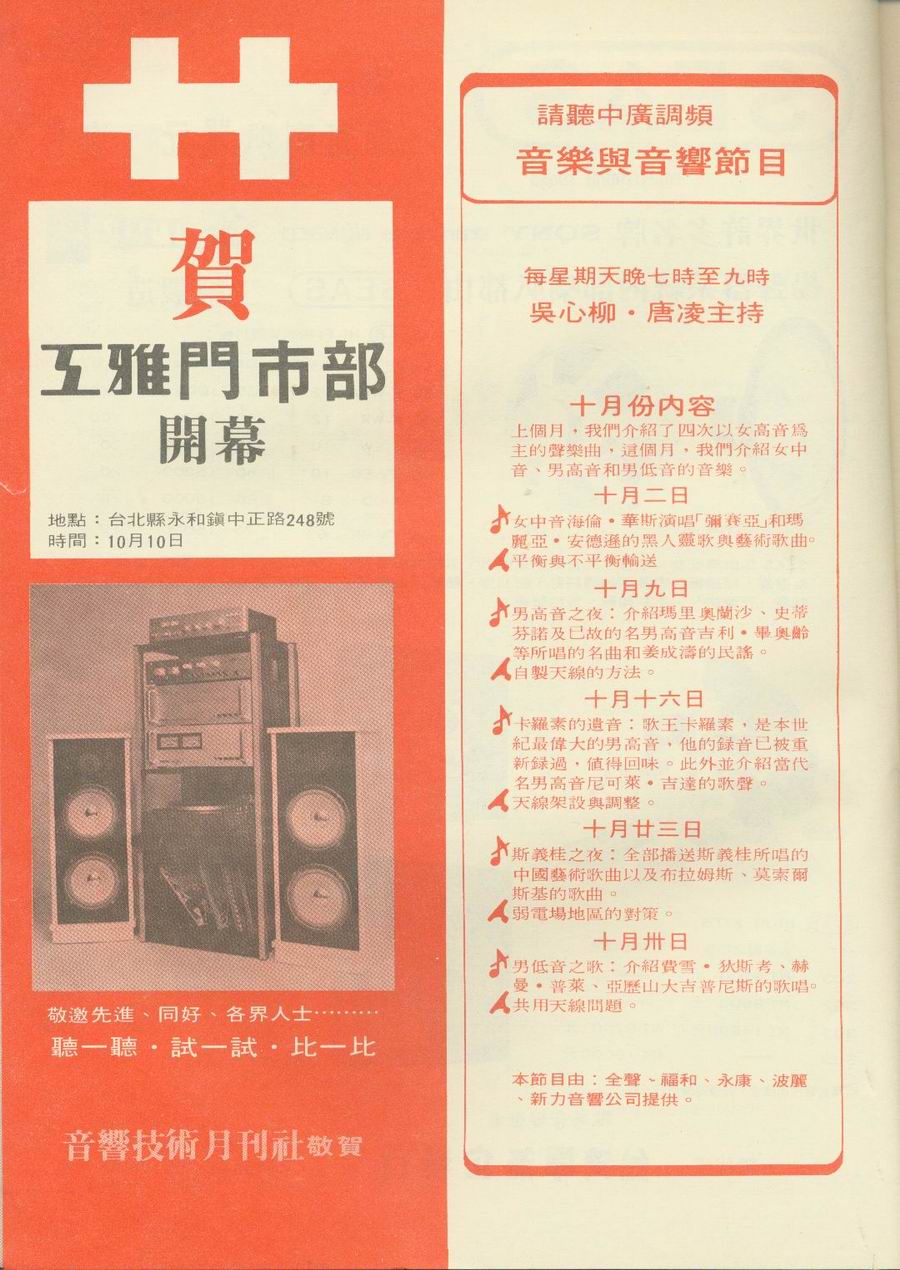 賀
工雅門市部
開幕
地點：台北縣永和鎮中正路248號
時間：10月10日
敬邀先進、同好、各界人士………
聽一聽・試一試・比一比
音響技術月刊社敬賀
請聽中廣調頻
音樂與音響節目
每星期天晚七時至九時
吳心柳・唐凌主持
十月份內容
上個月，我們介紹了四次以女高音爲
主的聲樂曲，這個月，我們介紹女中
音、男高音和男低音的音樂。
十月二日
女中音海倫・華斯演唱「彌賽亞」和瑪
麗亞・安德遜的黑人靈歌與藝術歌曲。
平衡與不平衡輸送
十月九日
男高音之夜：介紹瑪里奧蘭沙、史蒂
芬諾及已故的名男高音吉利・畢奧齡
等所唱的名曲和姜成濤的民謠。
自製天線的方法。
十月十六日
卡羅素的遺音：歌王卡羅素，是本世
紀最偉大的男高音，他的録音已被重
新録過，値得回味。此外並介紹當代
名男高音尼可萊・吉達的歌聲。
天線架設與調整。
十月廿三日
斯義桂之夜：全部播送斯義桂所唱的
中國藝術歌曲以及布拉姆斯、莫索爾
斯基的歌曲。
弱電場地區的對策。
十月卅日
男低音之歌：介紹費雪・狄斯考、赫
曼・普萊、亞歷山大吉普尼斯的歌唱。
共用天線問題。
本節目由：全聲、福和、永康、波麗
、新力音響公司提供。